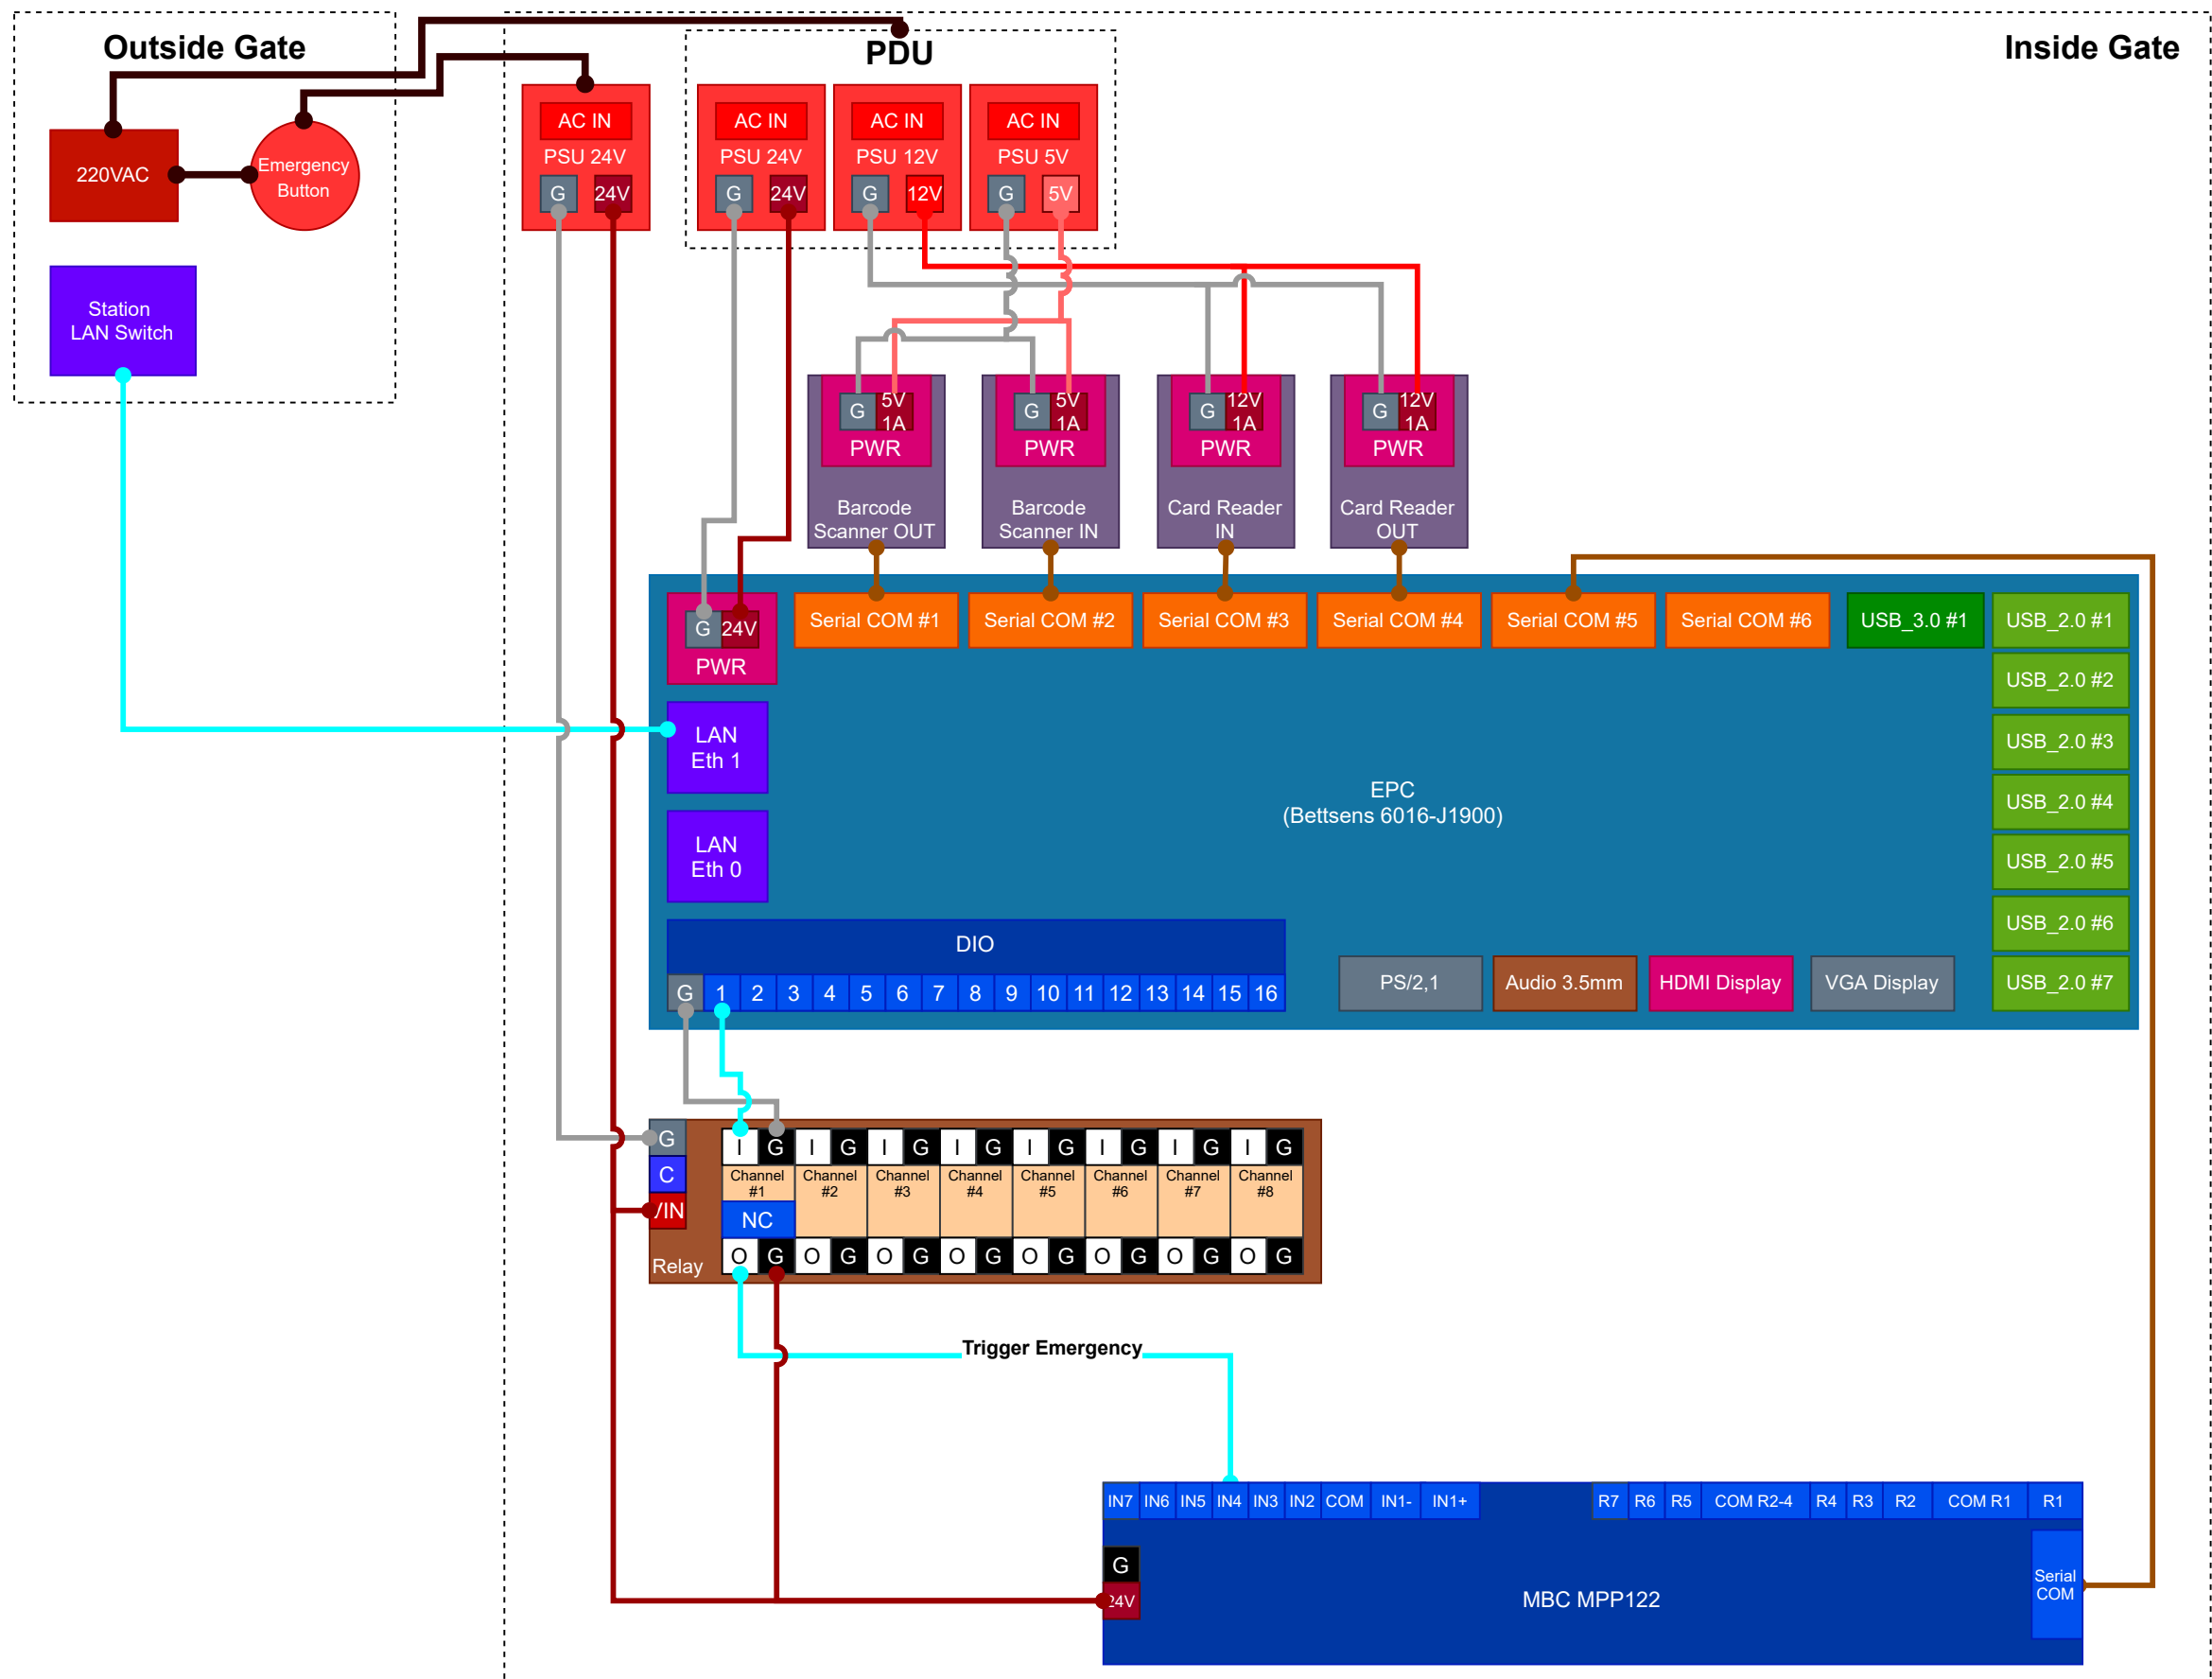 Outside Gate
PDU
Inside Gate
220VAC
Emergency
Button
Station
LAN Switch
AC IN
PSU 24V
G
24V
AC IN
PSU 24V
G
24V
AC IN
PSU 12V
G
12V
AC IN
PSU 5V
G
5V
G
5V
1A
PWR
Barcode
Scanner OUT
G
5V
1A
PWR
Barcode
Scanner IN
G
12V
1A
PWR
Card Reader
IN
G
12V
1A
PWR
Card Reader
OUT
G
24V
PWR
Serial COM #1
Serial COM #2
Serial COM #3
Serial COM #4
Serial COM #5
Serial COM #6
USB_3.0 #1
USB_2.0 #1
USB_2.0 #2
USB_2.0 #3
USB_2.0 #4
USB_2.0 #5
USB_2.0 #6
USB_2.0 #7
LAN
Eth 1
LAN
Eth 0
EPC
(Bettsens 6016-J1900)
DIO
G 1 2 3 4 5 6 7 8 9 10 11 12 13 14 15 16
PS/2,1
Audio 3.5mm
HDMI Display
VGA Display
G
C
VIN
Relay
I G I G I G I G I G I G I G I G
Channel
#1
Channel
#2
Channel
#3
Channel
#4
Channel
#5
Channel
#6
Channel
#7
Channel
#8
NC
O G O G O G O G O G O G O G O G
Trigger Emergency
IN7 IN6 IN5 IN4 IN3 IN2 COM IN1- IN1+
R7 R6 R5 COM R2-4 R4 R3 R2 COM R1 R1
G
24V
MBC MPP122
Serial
COM